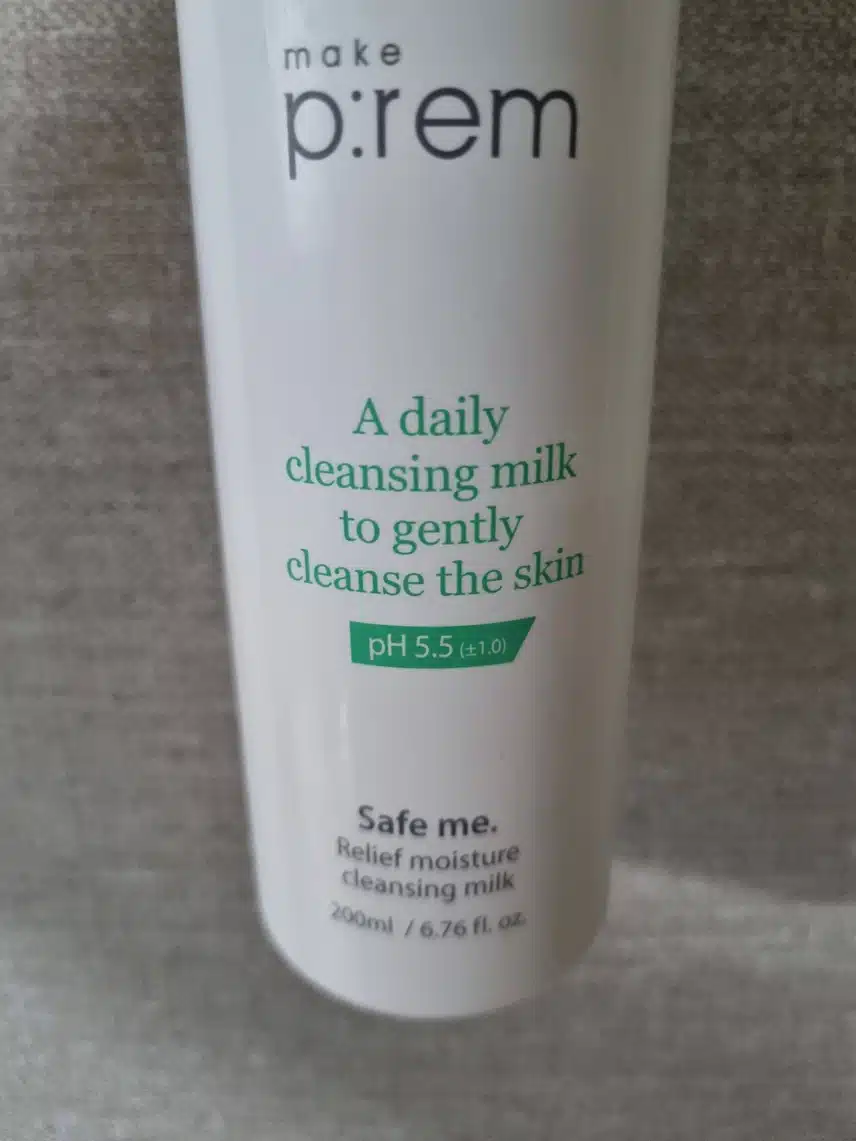 make
p:rem
A daily
cleansing milk
to gently
cleanse the skin
pH 5.5 (±1.0)
Safe me.
Relief moisture
cleansing milk
200ml / 6.76 fl. oz.